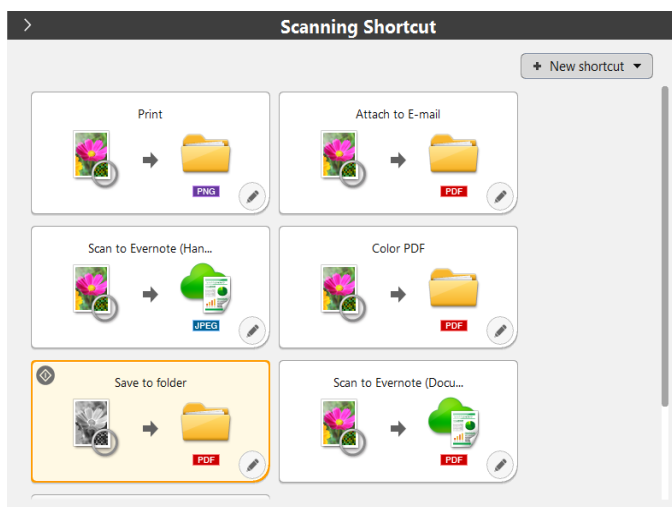 Scanning Shortcut
+ New shortcut
Print
PNG
Attach to E-mail
PDF
Scan to Evernote (Han...
JPEG
Color PDF
PDF
Save to folder
PDF
Scan to Evernote (Docu...
PDF